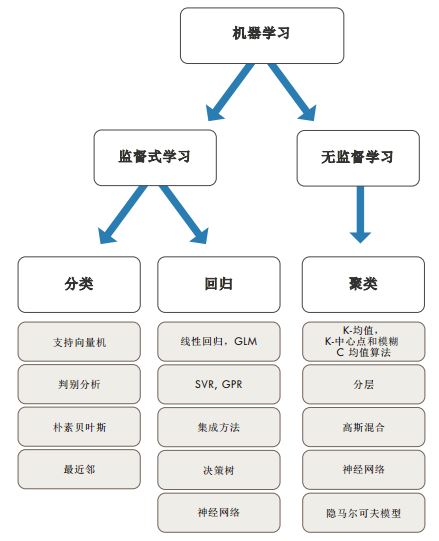 机器学习
监督式学习
无监督学习
分类
回归
聚类
支持向量机
线性回归，GLM
K-均值，
K-中心点和模糊
C 均值算法
判别分析
SVR, GPR
分层
朴素贝叶斯
集成方法
高斯混合
最近邻
决策树
神经网络
神经网络
隐马尔可夫模型